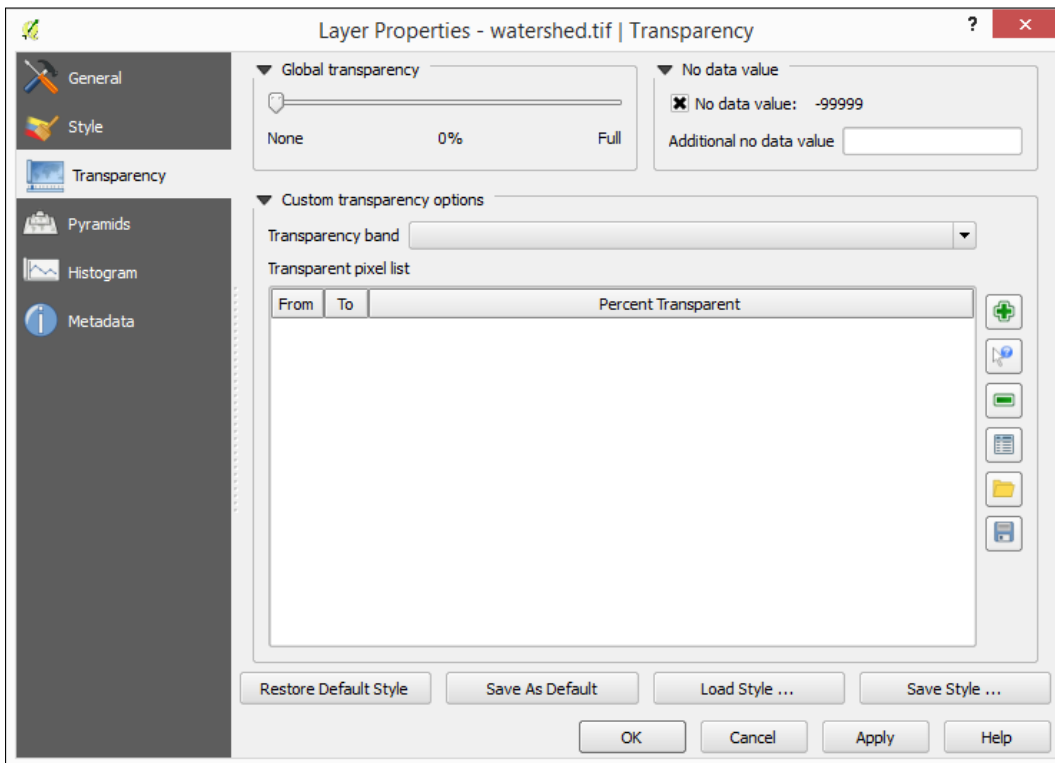 Layer Properties - watershed.tif | Transparency
?
General
Style
Transparency
Pyramids
Histogram
Metadata
Global transparency
None 0% Full
No data value
No data value: -99999
Additional no data value
Custom transparency options
Transparency band
Transparent pixel list
From To Percent Transparent
Restore Default Style Save As Default Load Style ... Save Style ...
OK Cancel Apply Help